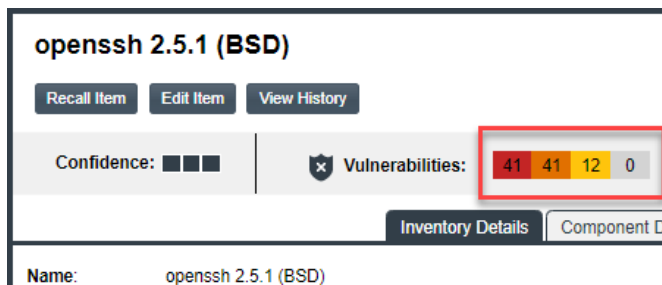 openssh 2.5.1 (BSD)
Recall Item Edit Item View History
Confidence: Vulnerabilities: 41 41 12 0
Inventory Details Component D
Name: openssh 2.5.1 (BSD)